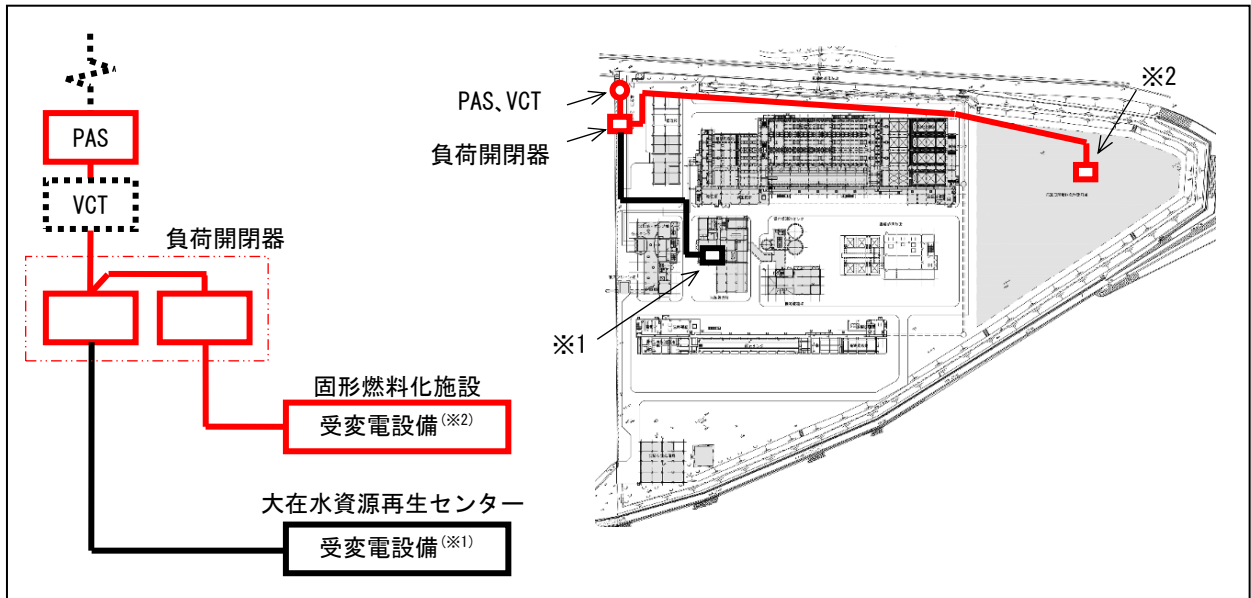 PAS
VCT
負荷開閉器
固形燃料化施設
受変電設備(※2)
大在水資源再生センター
受変電設備(※1)
PAS、VCT
負荷開閉器
※1
※2